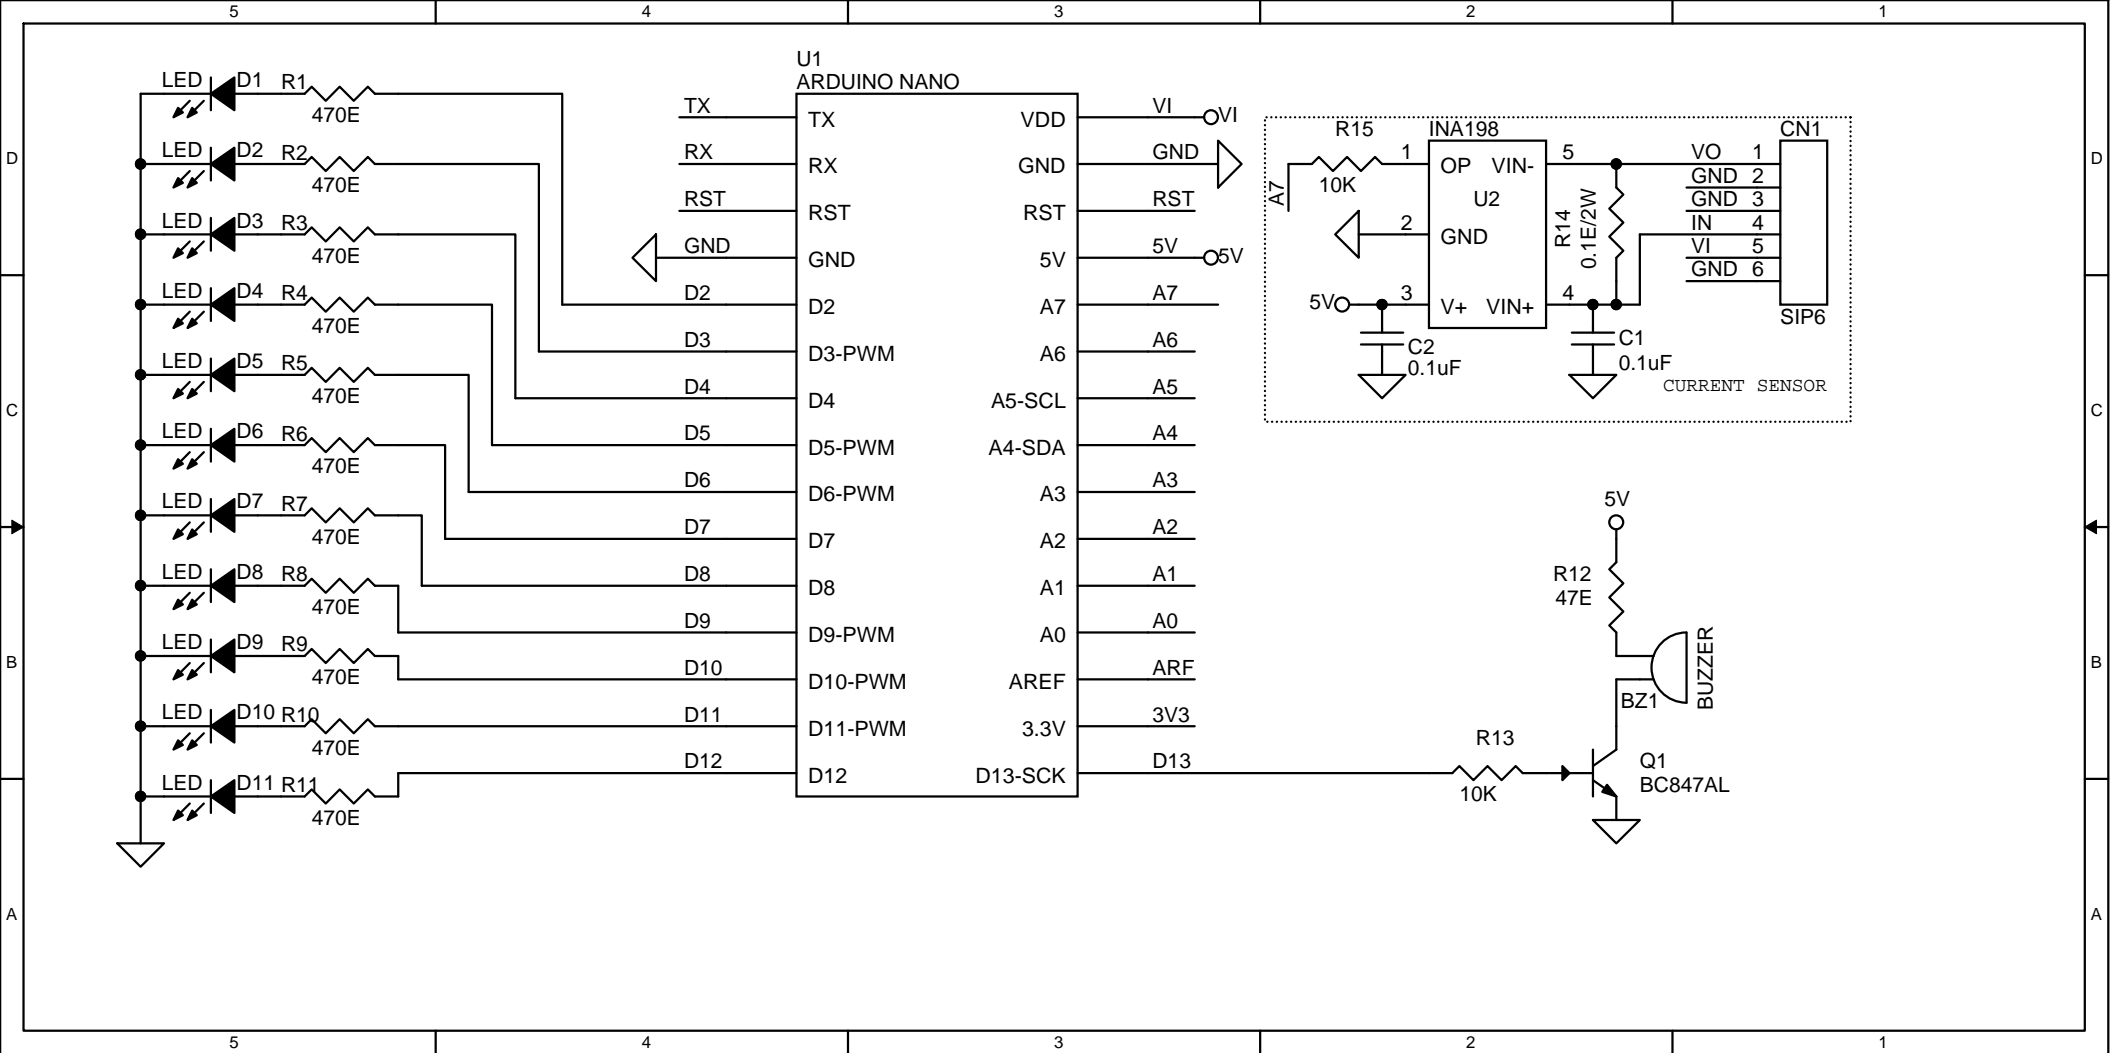 5 4 3 2 1
D
C
B
A
D
C
B
A
LED D1 R1
470E
LED D2 R2
470E
LED D3 R3
470E
LED D4 R4
470E
LED D5 R5
470E
LED D6 R6
470E
LED D7 R7
470E
LED D8 R8
470E
LED D9 R9
470E
LED D10 R10
470E
LED D11 R11
470E
U1
ARDUINO NANO
TX TX VDD VI VI
RX RX GND GND
RST RST RST RST
GND GND 5V 5V 5V
D2 D2 A7 A7
D3 D3-PWM A6 A6
D4 D4 A5-SCL A5
D5 D5-PWM A4-SDA A4
D6 D6-PWM A3 A3
D7 D7 A2 A2
D8 D8 A1 A1
D9 D9-PWM A0 A0
D10 D10-PWM AREF ARF
D11 D11-PWM 3.3V 3V3
D12 D12 D13-SCK D13
R15
10K
A7
INA198
1 OP VIN- 5
U2
2 GND
5V 3 V+ VIN+ 4
C2
0.1uF
R14
0.1E/2W
C1
0.1uF
CN1
VO 1
GND 2
GND 3
IN 4
VI 5
GND 6
SIP6
CURRENT SENSOR
5V
R12
47E
BUZZER
BZ1
R13
10K
Q1
BC847AL
5 4 3 2 1